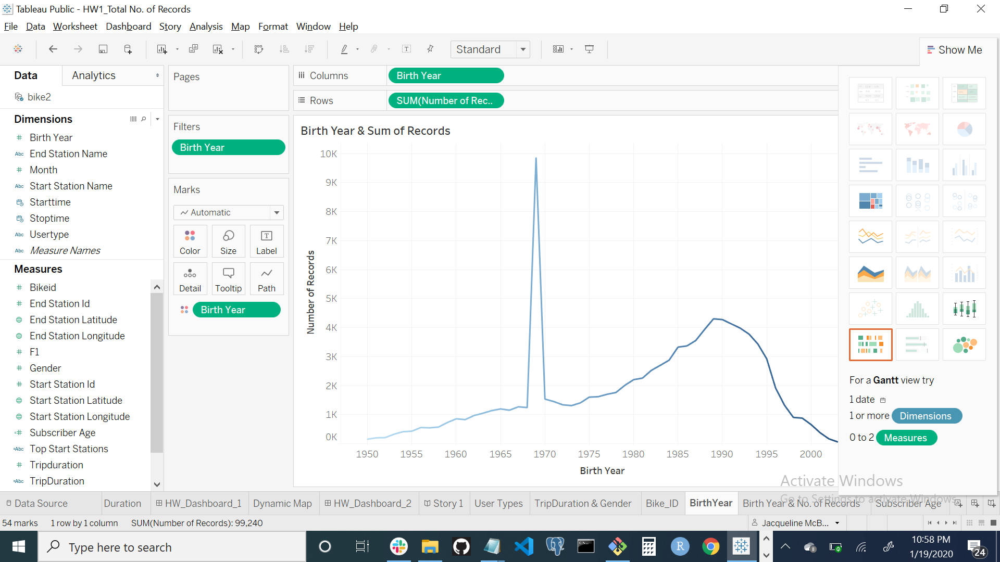 Tableau Public - HW1_Total No. of Records
File Data Worksheet Dashboard Story Analysis Map Format Window Help
Standard
Show Me
Data Analytics
bike2
Dimensions
Birth Year
Abc End Station Name
Month
Abc Start Station Name
Starttime
Stoptime
Abc Usertype
Abc Measure Names
Measures
Bikeid
End Station Id
End Station Latitude
End Station Longitude
F1
Gender
Start Station Id
Start Station Latitude
Start Station Longitude
Subscriber Age
=Abc Top Start Stations
Tripduration
=Abc TripDuration
Pages
Filters
Birth Year
Marks
Automatic
Color Size Label
Detail Tooltip Path
Birth Year
Columns Birth Year
Rows SUM(Number of Rec..
Birth Year & Sum of Records
Number of Records
10K
9K
8K
7K
6K
5K
4K
3K
2K
1K
0K
1950 1955 1960 1965 1970 1975 1980 1985 1990 1995 2000
Birth Year
For a Gantt view try
1 date
1 or more Dimensions
0 to 2 Measures
Activate Windows
Go to Settings to activate Windows.
Data Source Duration HW_Dashboard_1 Dynamic Map HW_Dashboard_2 Story 1 User Types TripDuration & Gender Bike_ID BirthYear Birth Year & No. of Records Subscriber Age
54 marks 1 row by 1 column SUM(Number of Records): 99,240
Jacqueline McB...
Type here to search
R
10:58 PM
1/19/2020
24